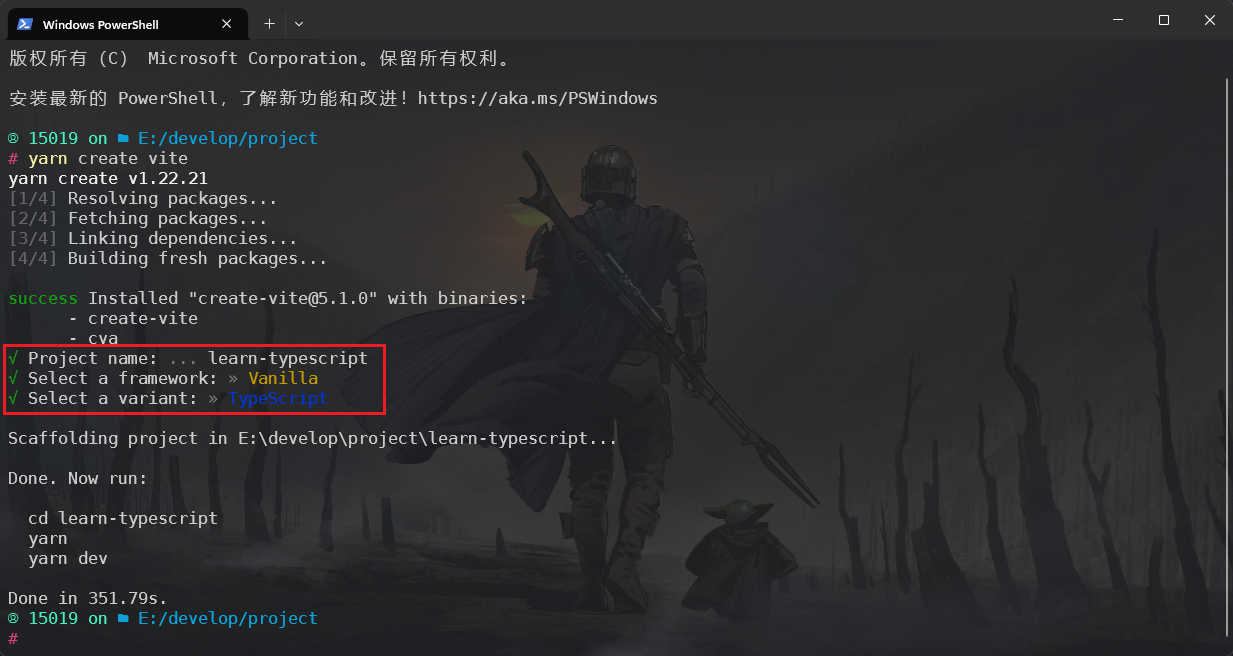 Windows PowerShell
版权所有 (C) Microsoft Corporation。保留所有权利。
安装最新的 PowerShell，了解新功能和改进！https://aka.ms/PSWindows
® 15019 on E:/develop/project
# yarn create vite
yarn create v1.22.21
[1/4] Resolving packages...
[2/4] Fetching packages...
[3/4] Linking dependencies...
[4/4] Building fresh packages...
success Installed "create-vite@5.1.0" with binaries:
- create-vite
- cva
√ Project name: ... learn-typescript
√ Select a framework: » Vanilla
√ Select a variant: » TypeScript
Scaffolding project in E:\develop\project\learn-typescript...
Done. Now run:
cd learn-typescript
yarn
yarn dev
Done in 351.79s.
® 15019 on E:/develop/project
#